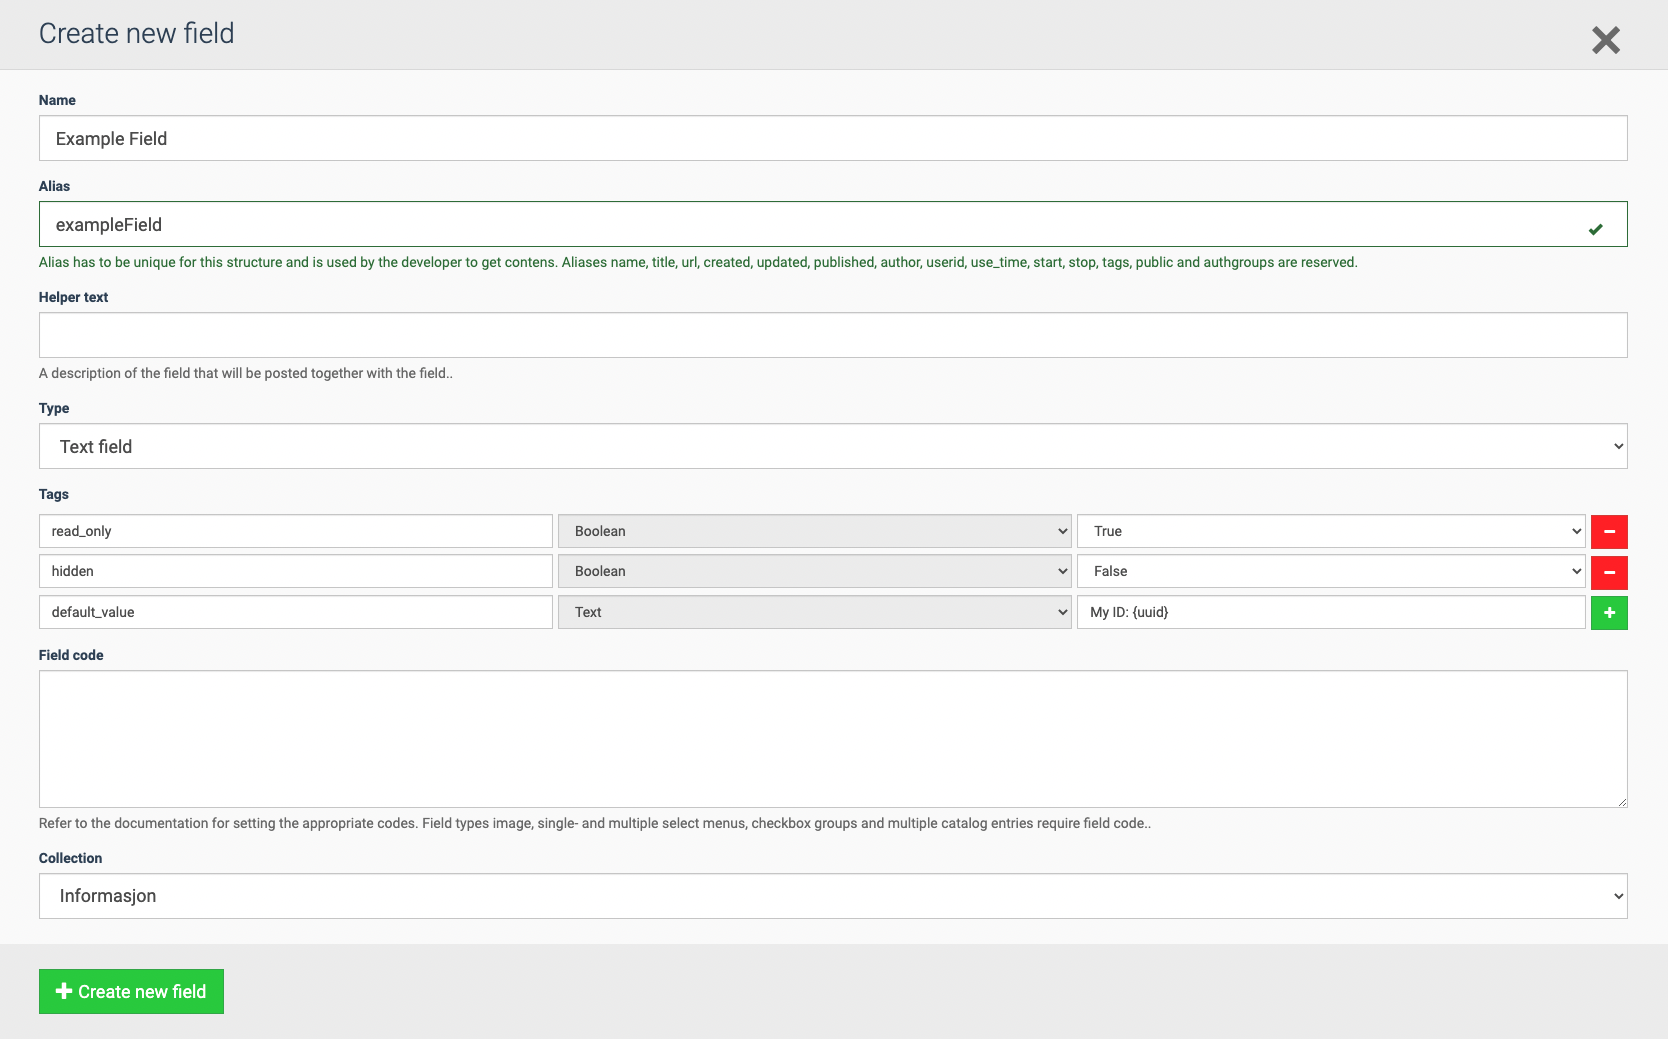 Create new field
Name
Example Field
Alias
exampleField
Alias has to be unique for this structure and is used by the developer to get contens. Aliases name, title, url, created, updated, published, author, userid, use_time, start, stop, tags, public and authgroups are reserved.
Helper text
A description of the field that will be posted together with the field..
Type
Text field
Tags
read_only Boolean True
hidden Boolean False
default_value Text My ID: {uuid}
Field code
Refer to the documentation for setting the appropriate codes. Field types image, single- and multiple select menus, checkbox groups and multiple catalog entries require field code..
Collection
Informasjon
Create new field